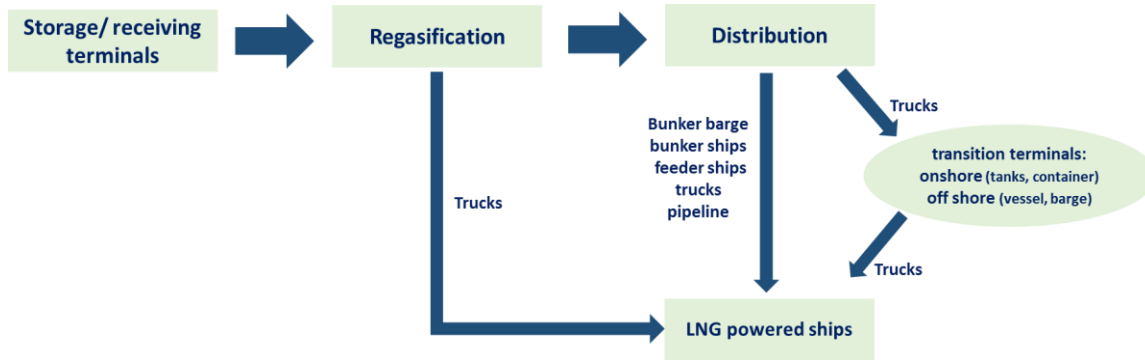 Storage/ receiving
terminals
Regasification
Distribution
Trucks
Bunker barge
bunker ships
feeder ships
trucks
pipeline
transition terminals:
onshore (tanks, container)
off shore (vessel, barge)
Trucks
Trucks
LNG powered ships